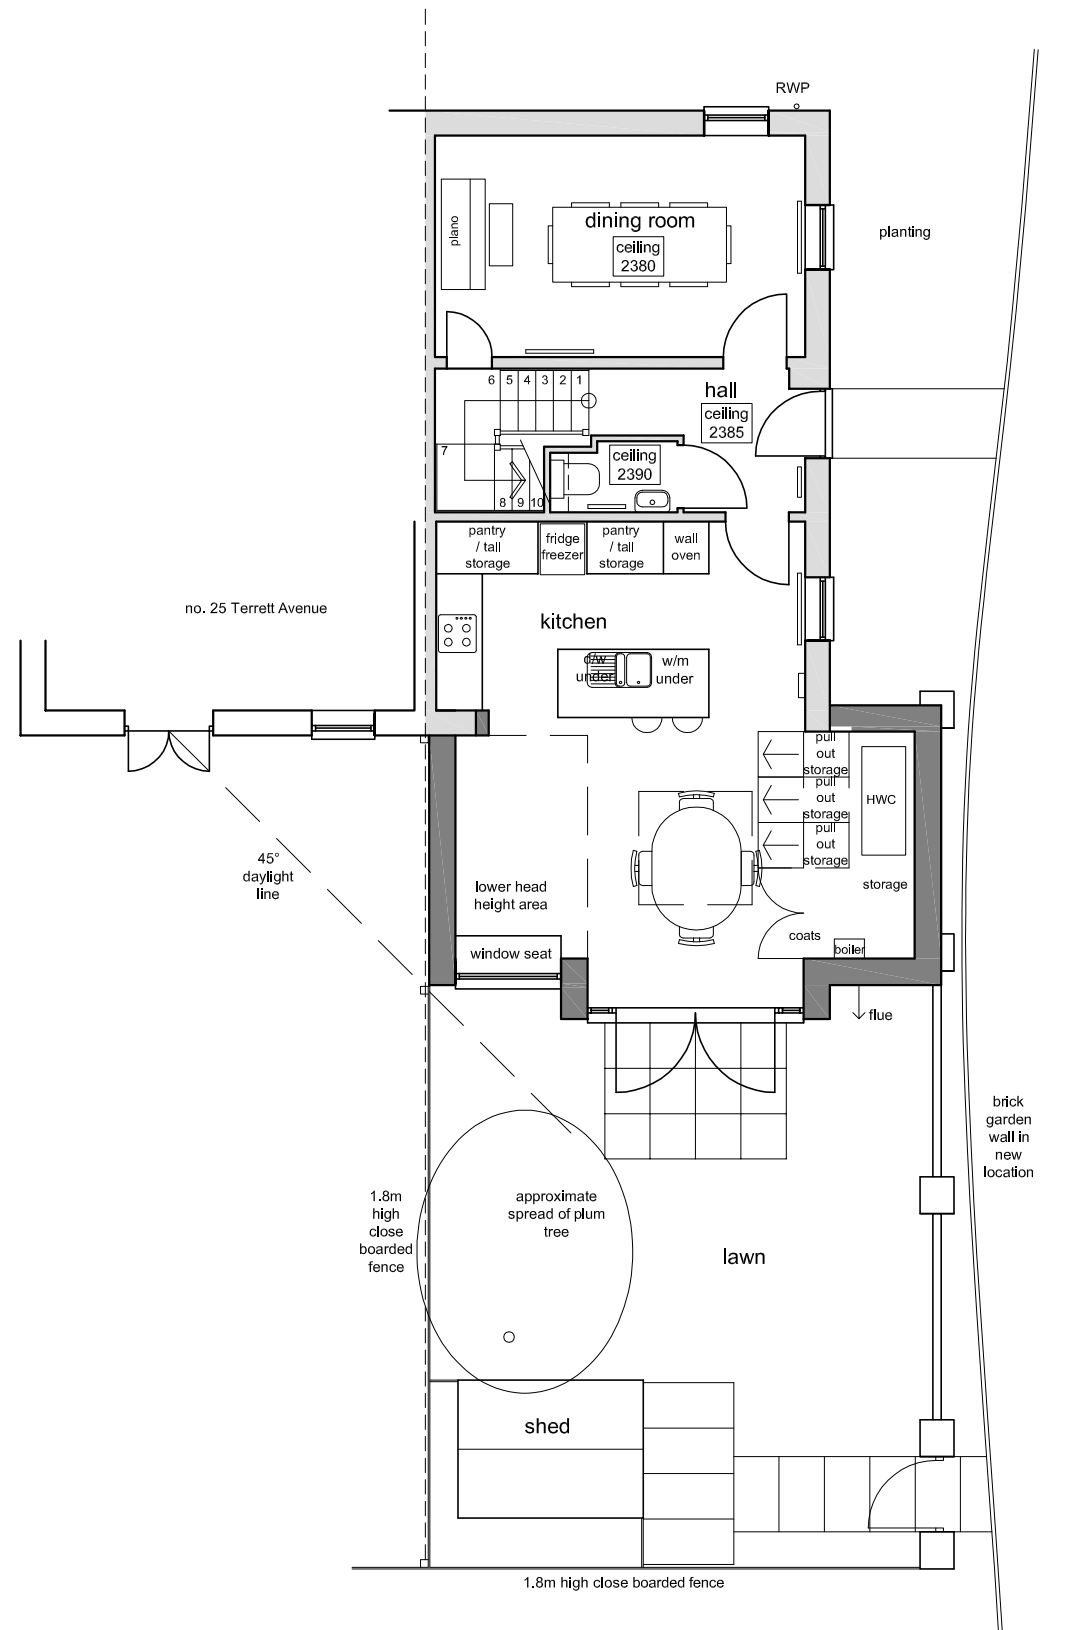 RWP
piano
dining room
ceiling
2380
planting
6 5 4 3 2 1
hall
ceiling
2385
7
ceiling
2390
8 9 10
pantry
/ tall
storage
fridge
freezer
pantry
/ tall
storage
wall
oven
no. 25 Terrett Avenue
kitchen
d/w
under
w/m
under
pull
out
storage
pull
out
storage
pull
out
storage
HWC
45°
daylight
line
lower head
height area
storage
window seat
coats
boiler
flue
brick
garden
wall in
new
location
1.8m
high
close
boarded
fence
approximate
spread of plum
tree
lawn
shed
1.8m high close boarded fence